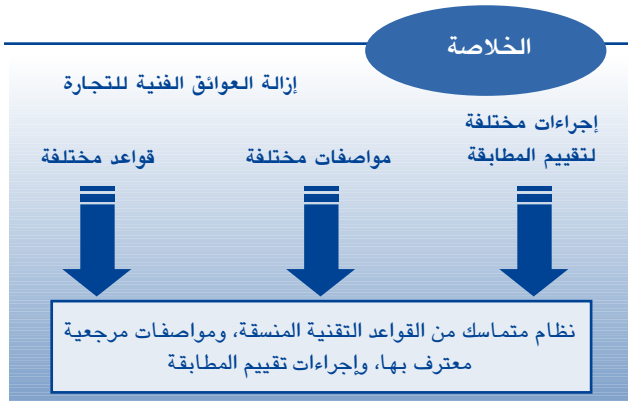 الخلاصة
إزالة العوائق الفنية للتجارة
إجراءات مختلفة
لتقييم المطابقة
مواصفات مختلفة
قواعد مختلفة
نظام متماسك من القواعد التقنية المنسقة، ومواصفات مرجعية
معترف بها، وإجراءات تقييم المطابقة